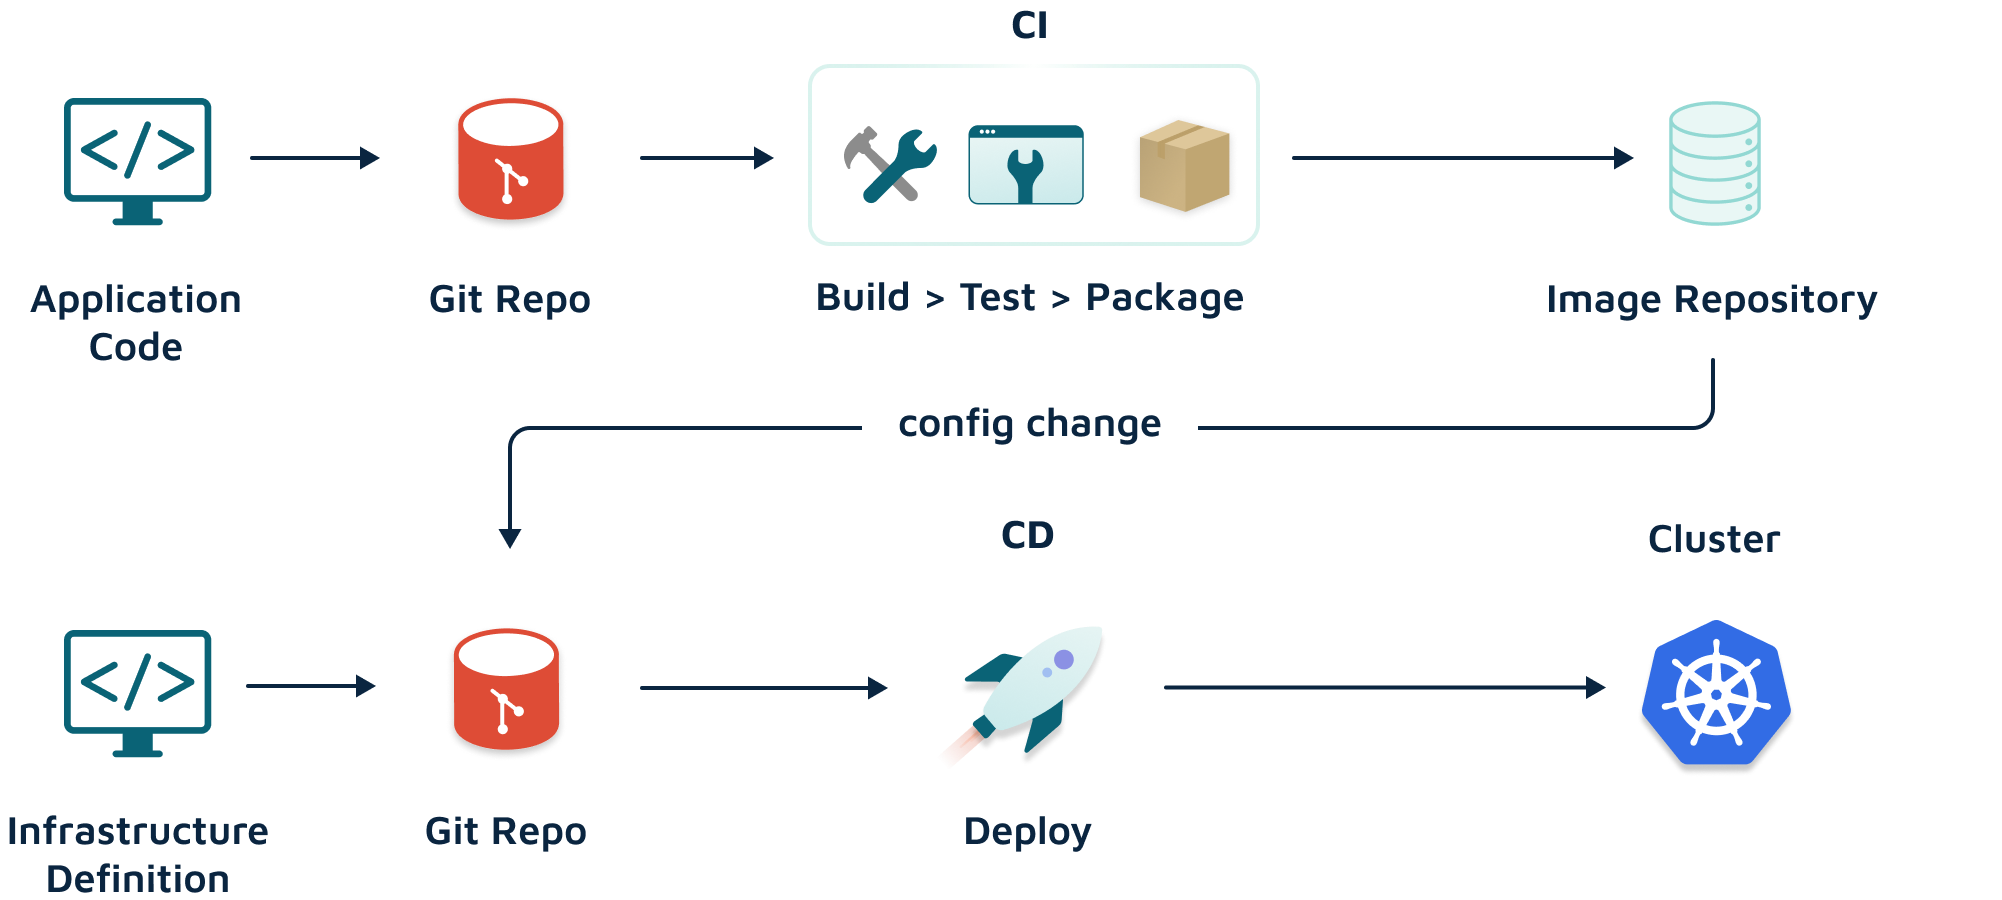 CI
Application
Code
Git Repo
Build > Test > Package
Image Repository
config change
CD
Cluster
Infrastructure
Definition
Git Repo
Deploy